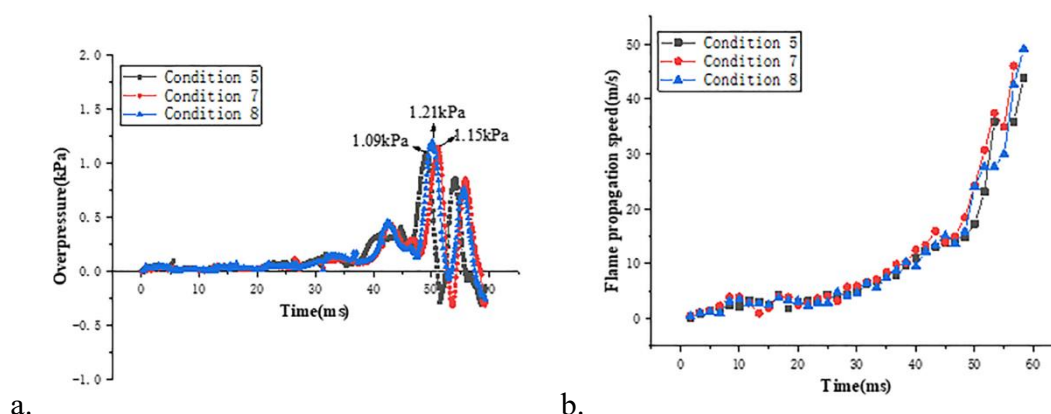 2.0
1.5
1.0
0.5
0.0
-0.5
-1.0
Overpressure(kPa)
Condition 5
Condition 7
Condition 8
1.21kPa
1.09kPa
1.15kPa
0
10
20
30
40
50
60
Time(ms)
a.
50
40
30
20
10
0
Flame propagation speed(m/s)
Condition 5
Condition 7
Condition 8
0 10 20 30 40 50 60
Time(ms)
b.